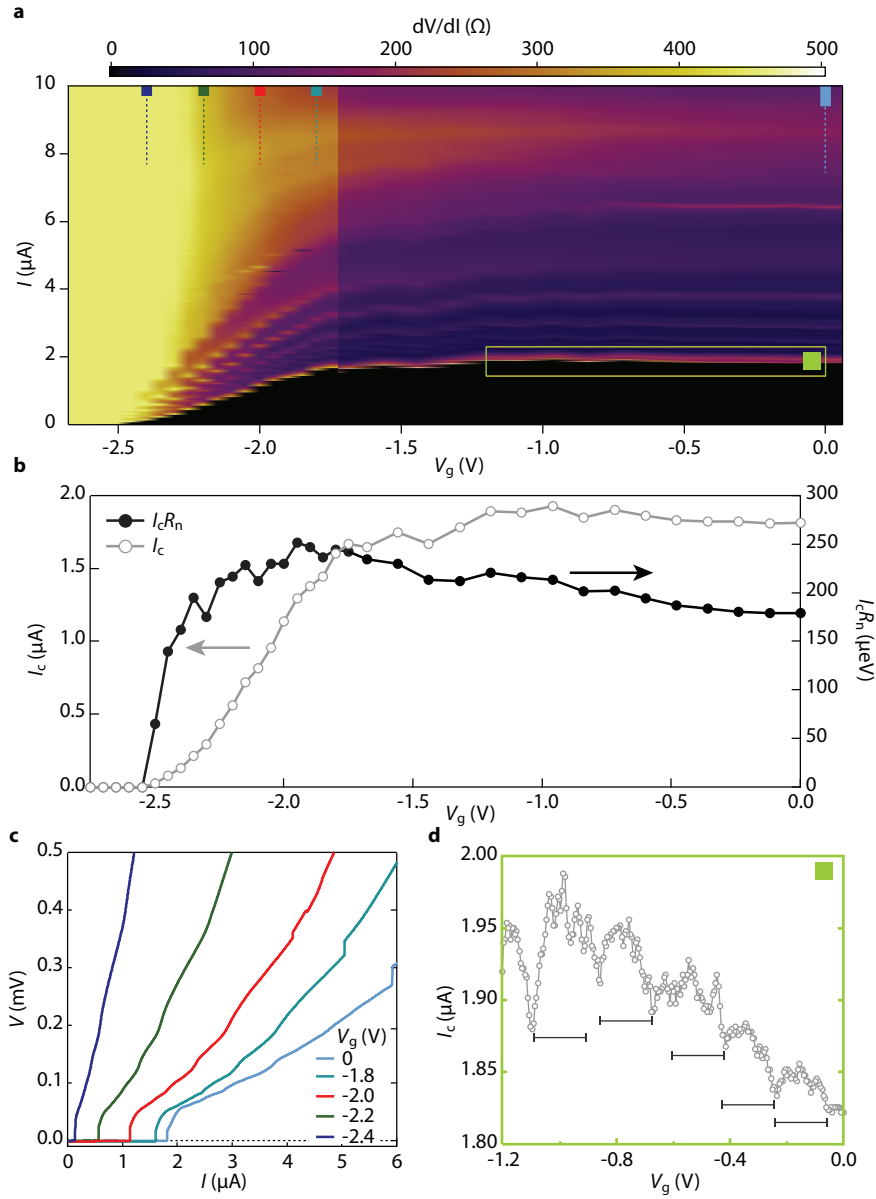 a
dV/dI (Ω)
0 100 200 300 400 500
10
8
6
4
2
0
I (µA)
-2.5 -2.0 -1.5 -1.0 -0.5 0.0
Vg (V)
b
2.0
1.5
1.0
0.5
0.0
Ic (µA)
IcRn
Ic
300
250
200
150
100
50
0
IcRn (µeV)
-2.5 -2.0 -1.5 -1.0 -0.5 0.0
Vg (V)
c
0.5
0.4
0.3
0.2
0.1
0.0
V (mV)
Vg (V)
0
-1.8
-2.0
-2.2
-2.4
0 1 2 3 4 5 6
I (µA)
d
2.00
1.95
1.90
1.85
1.80
Ic (µA)
-1.2 -0.8 -0.4 0.0
Vg (V)